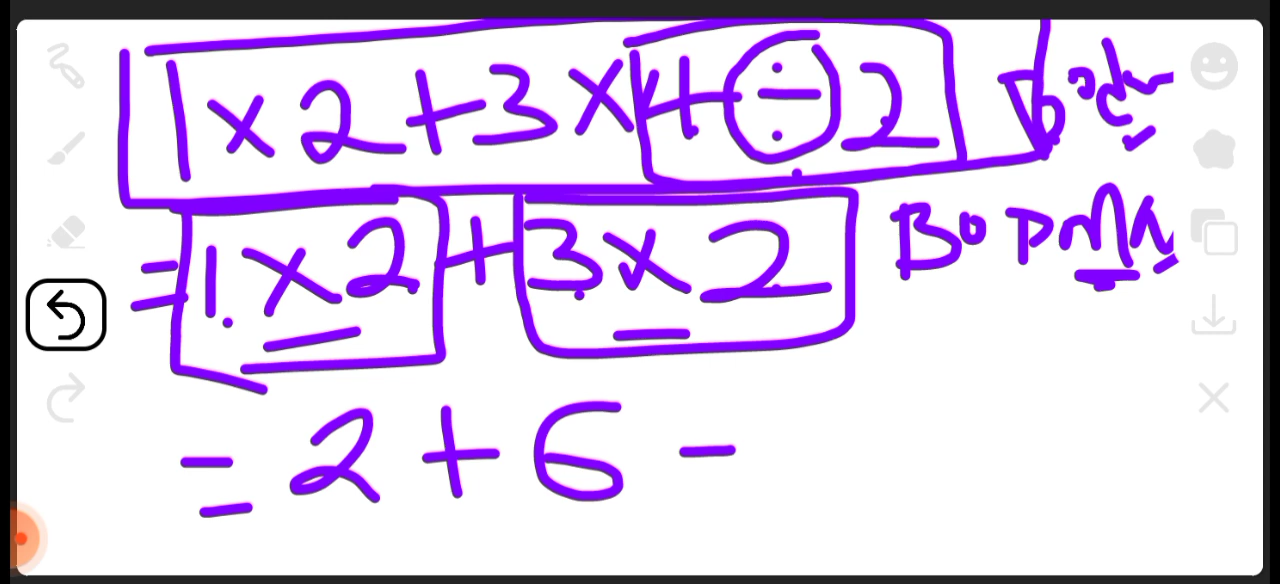 1 × 2 + 3 × 4 ÷ 2
= 1 × 2 + 3 × 2 BODMAS
= 2 + 6 -